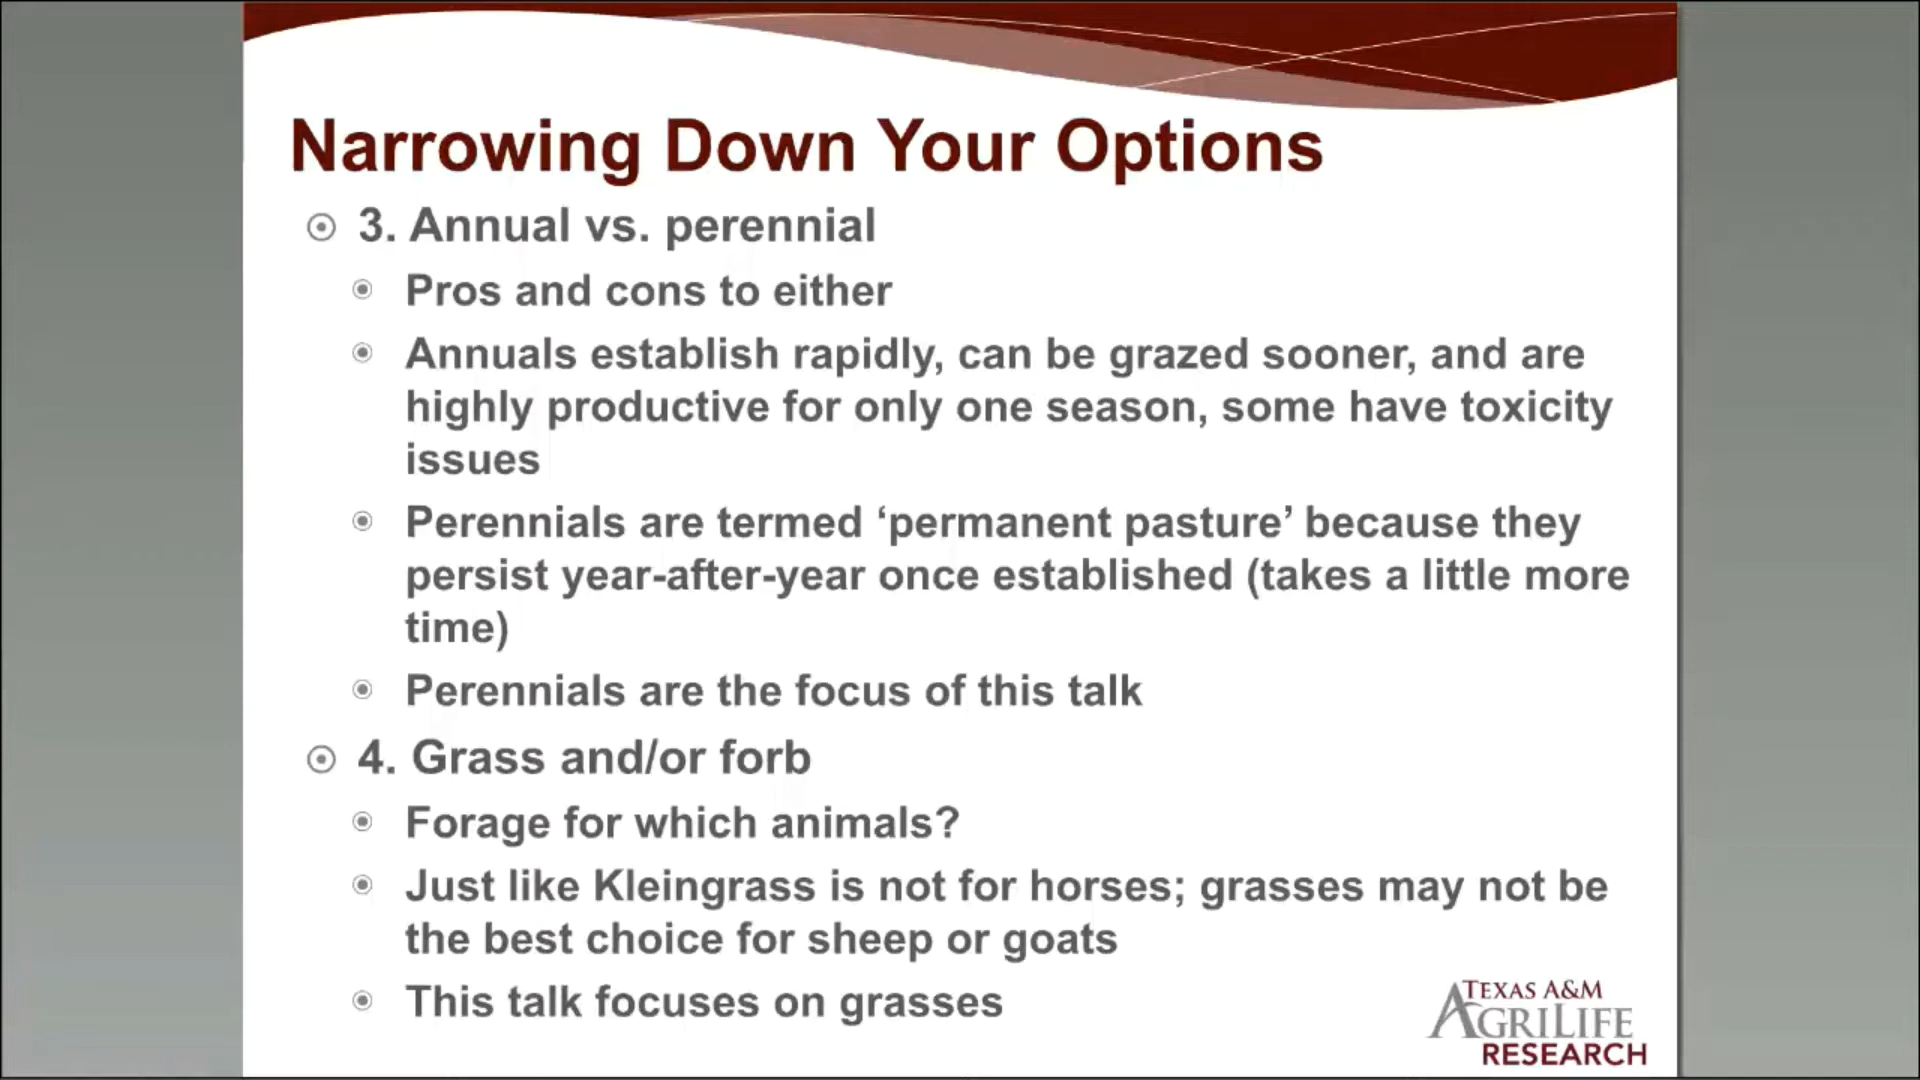 Narrowing Down Your Options
3. Annual vs. perennial
Pros and cons to either
Annuals establish rapidly, can be grazed sooner, and are
highly productive for only one season, some have toxicity
issues
Perennials are termed ‘permanent pasture’ because they
persist year-after-year once established (takes a little more
time)
Perennials are the focus of this talk
4. Grass and/or forb
Forage for which animals?
Just like Kleingrass is not for horses; grasses may not be
the best choice for sheep or goats
This talk focuses on grasses
TEXAS A&M
AGRILIFE
RESEARCH